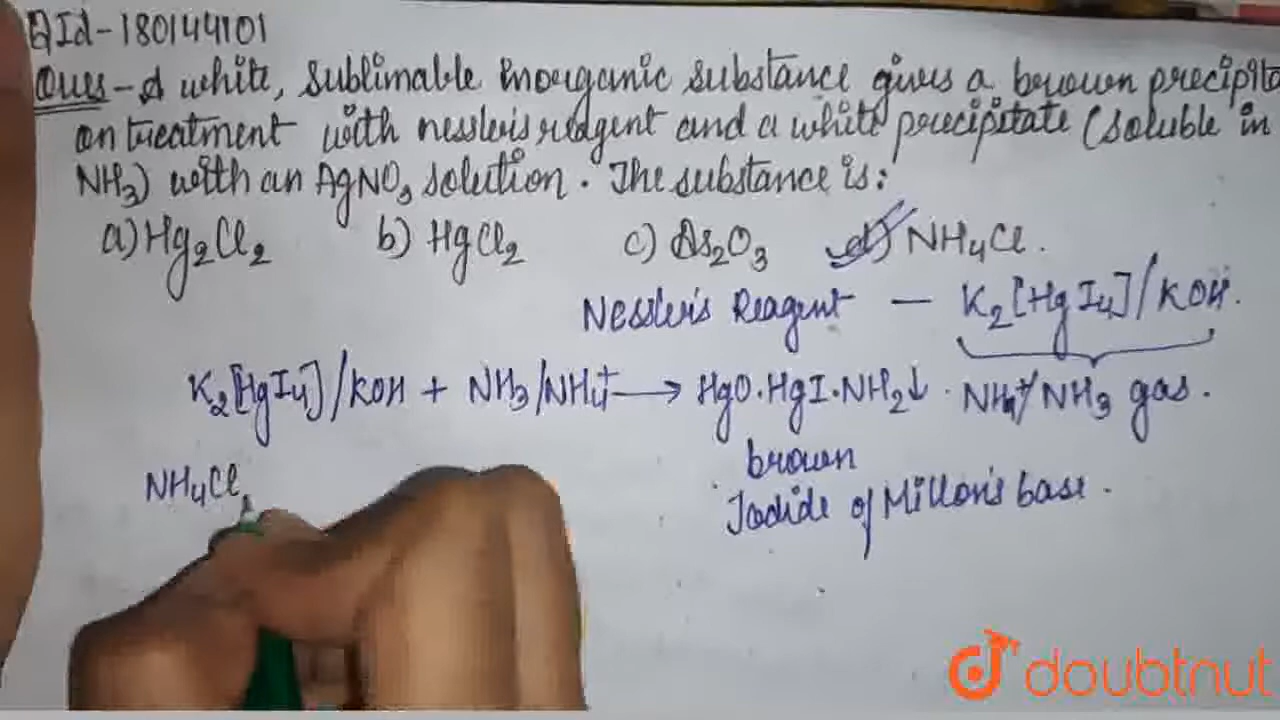 QId-180144101
Ques - A white, sublimable inorganic substance gives a brown precipita
on treatment with nessler's reagent and a white precipitate (soluble in
NH3) with an AgNO3 solution. The substance is:
a) Hg2Cl2 b) HgCl2 c) As2O3 d) NH4Cl.
Nessler's Reagent — K2[HgI4]/KOH.
K2[HgI4]/KOH + NH3/NH4+ → HgO.HgI.NH2↓ . NH4+/NH3 gas.
brown
Iodide of Millon's base.
NH4Cl
doubtnut